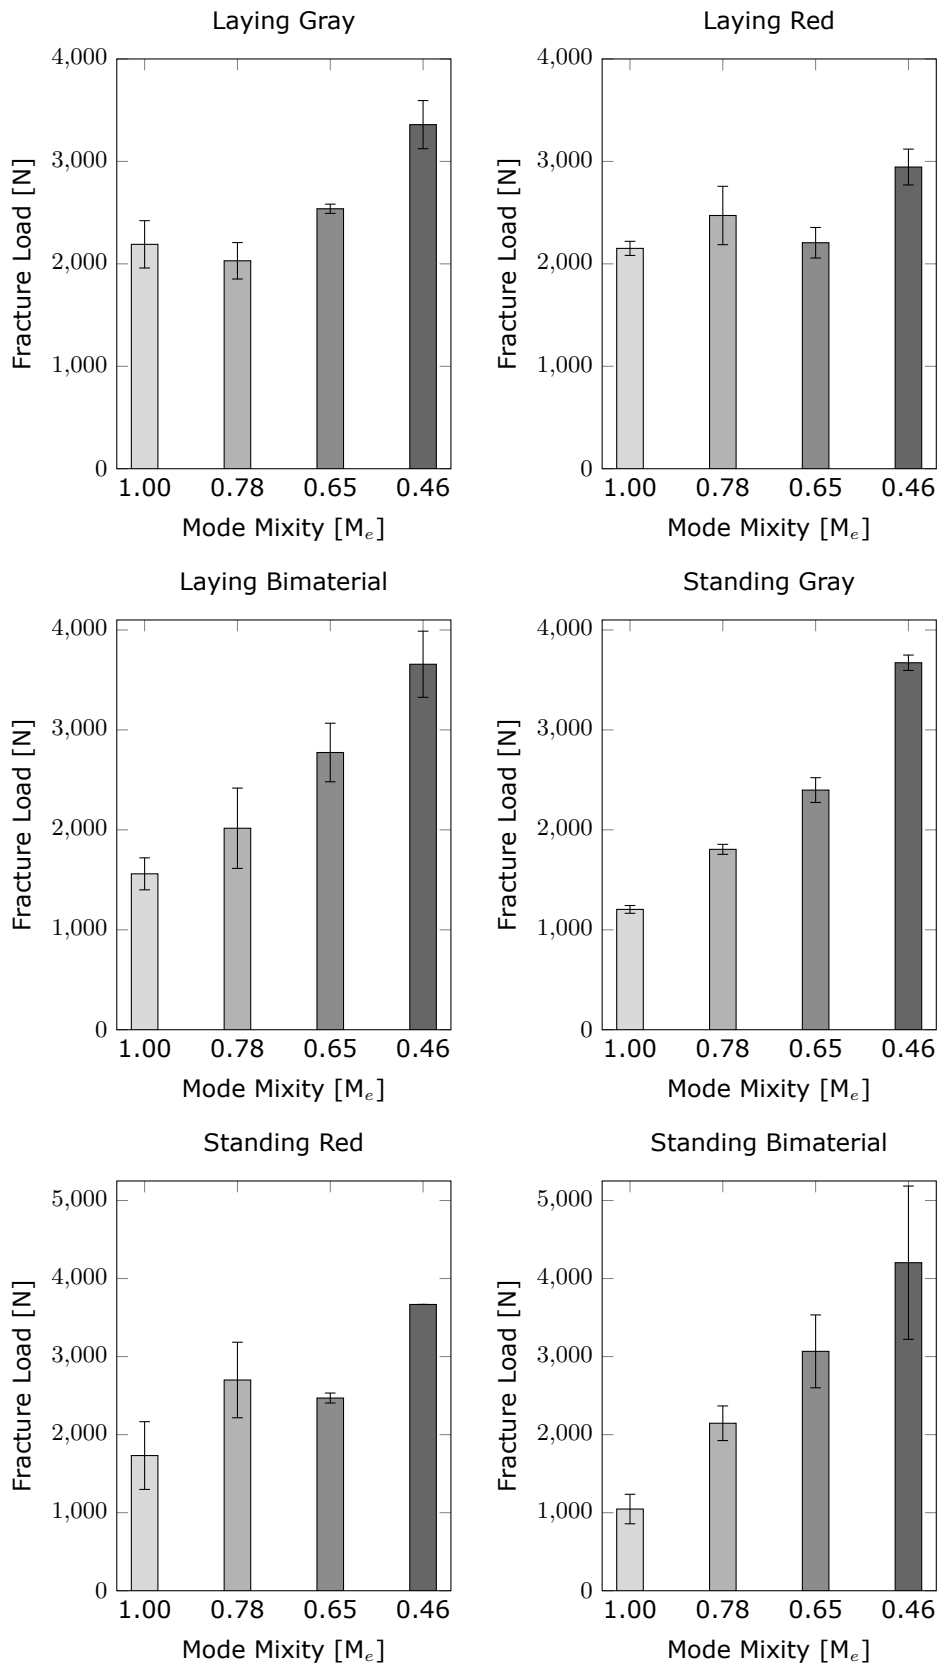 Laying Gray
Fracture Load [N]
4,000
3,000
2,000
1,000
0
1.00 0.78 0.65 0.46
Mode Mixity [Me]
Laying Red
Fracture Load [N]
4,000
3,000
2,000
1,000
0
1.00 0.78 0.65 0.46
Mode Mixity [Me]
Laying Bimaterial
Fracture Load [N]
4,000
3,000
2,000
1,000
0
1.00 0.78 0.65 0.46
Mode Mixity [Me]
Standing Gray
Fracture Load [N]
4,000
3,000
2,000
1,000
0
1.00 0.78 0.65 0.46
Mode Mixity [Me]
Standing Red
Fracture Load [N]
5,000
4,000
3,000
2,000
1,000
0
1.00 0.78 0.65 0.46
Mode Mixity [Me]
Standing Bimaterial
Fracture Load [N]
5,000
4,000
3,000
2,000
1,000
0
1.00 0.78 0.65 0.46
Mode Mixity [Me]